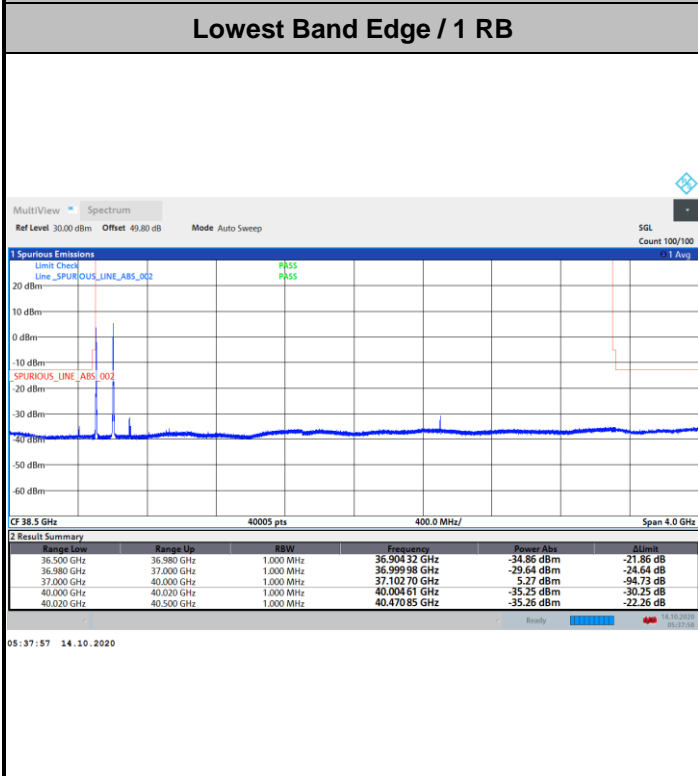 Lowest Band Edge / 1 RB
MultiView Spectrum
Ref Level 30.00 dBm Offset 49.80 dB Mode Auto Sweep SGL
Count 100/100
1 Spurious Emissions 1 Avg
Limit Check PASS
Line _SPURIOUS_LINE_ABS_002 PASS
20 dBm
10 dBm
0 dBm
-10 dBm
_SPURIOUS_LINE_ABS_002
-20 dBm
-30 dBm
-40 dBm
-50 dBm
-60 dBm
CF 38.5 GHz 40005 pts 400.0 MHz/ Span 4.0 GHz
2 Result Summary
Range Low Range Up RBW Frequency Power Abs ΔLimit
36.500 GHz 36.980 GHz 1.000 MHz 36.904 32 GHz -34.86 dBm -21.86 dB
36.980 GHz 37.000 GHz 1.000 MHz 36.999 98 GHz -29.64 dBm -24.64 dB
37.000 GHz 40.000 GHz 1.000 MHz 37.102 70 GHz 5.27 dBm -94.73 dB
40.000 GHz 40.020 GHz 1.000 MHz 40.004 61 GHz -35.25 dBm -30.25 dB
40.020 GHz 40.500 GHz 1.000 MHz 40.470 85 GHz -35.26 dBm -22.26 dB
Ready 14.10.2020
05:37:56
05:37:57 14.10.2020